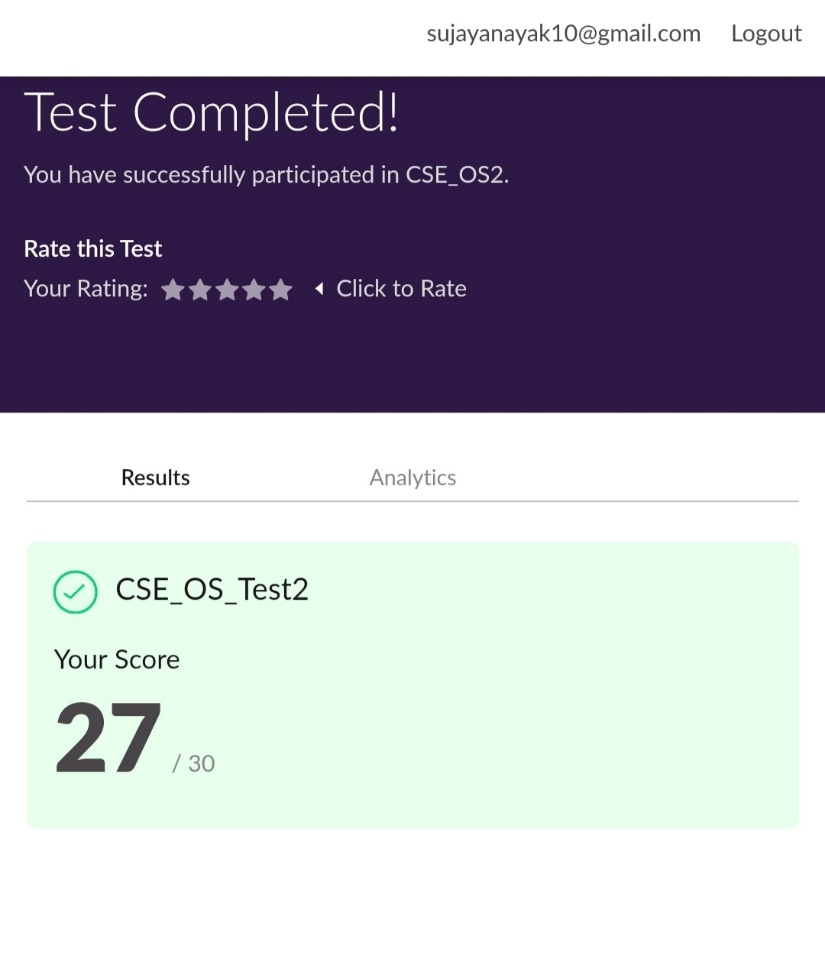 sujayanayak10@gmail.com Logout
Test Completed!
You have successfully participated in CSE_OS2.
Rate this Test
Your Rating: Click to Rate
Results Analytics
CSE_OS_Test2
Your Score
27 / 30